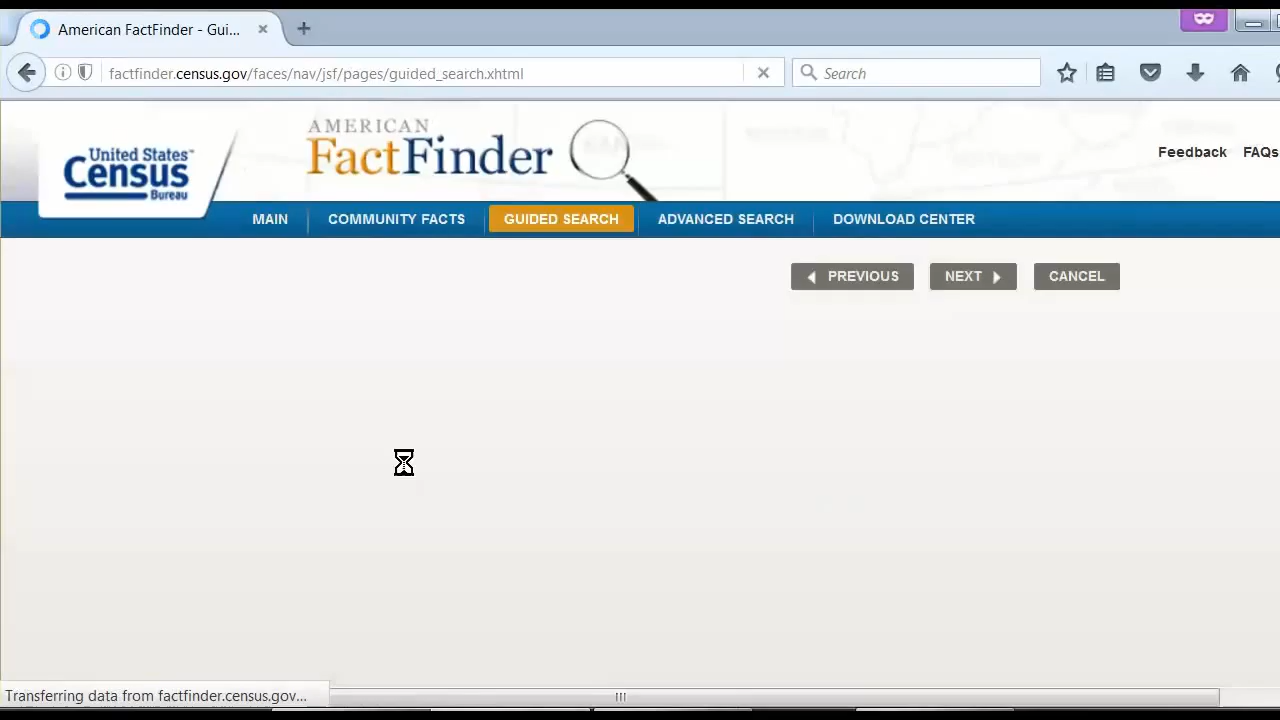 American FactFinder - Gui...
factfinder.census.gov/faces/nav/jsf/pages/guided_search.xhtml
Search
United States™
Census
Bureau
AMERICAN
FactFinder
Feedback FAQs
MAIN COMMUNITY FACTS GUIDED SEARCH ADVANCED SEARCH DOWNLOAD CENTER
PREVIOUS NEXT CANCEL
Transferring data from factfinder.census.gov...